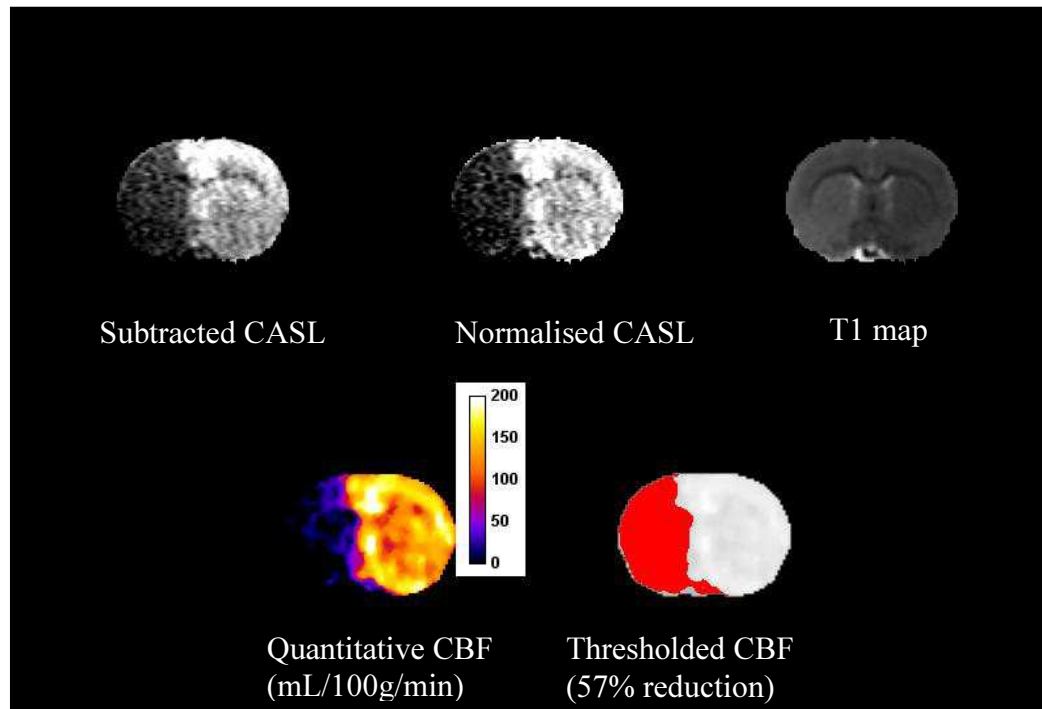 Subtracted CASL
Normalised CASL
T1 map
200
150
100
50
0
Quantitative CBF
(mL/100g/min)
Thresholded CBF
(57% reduction)